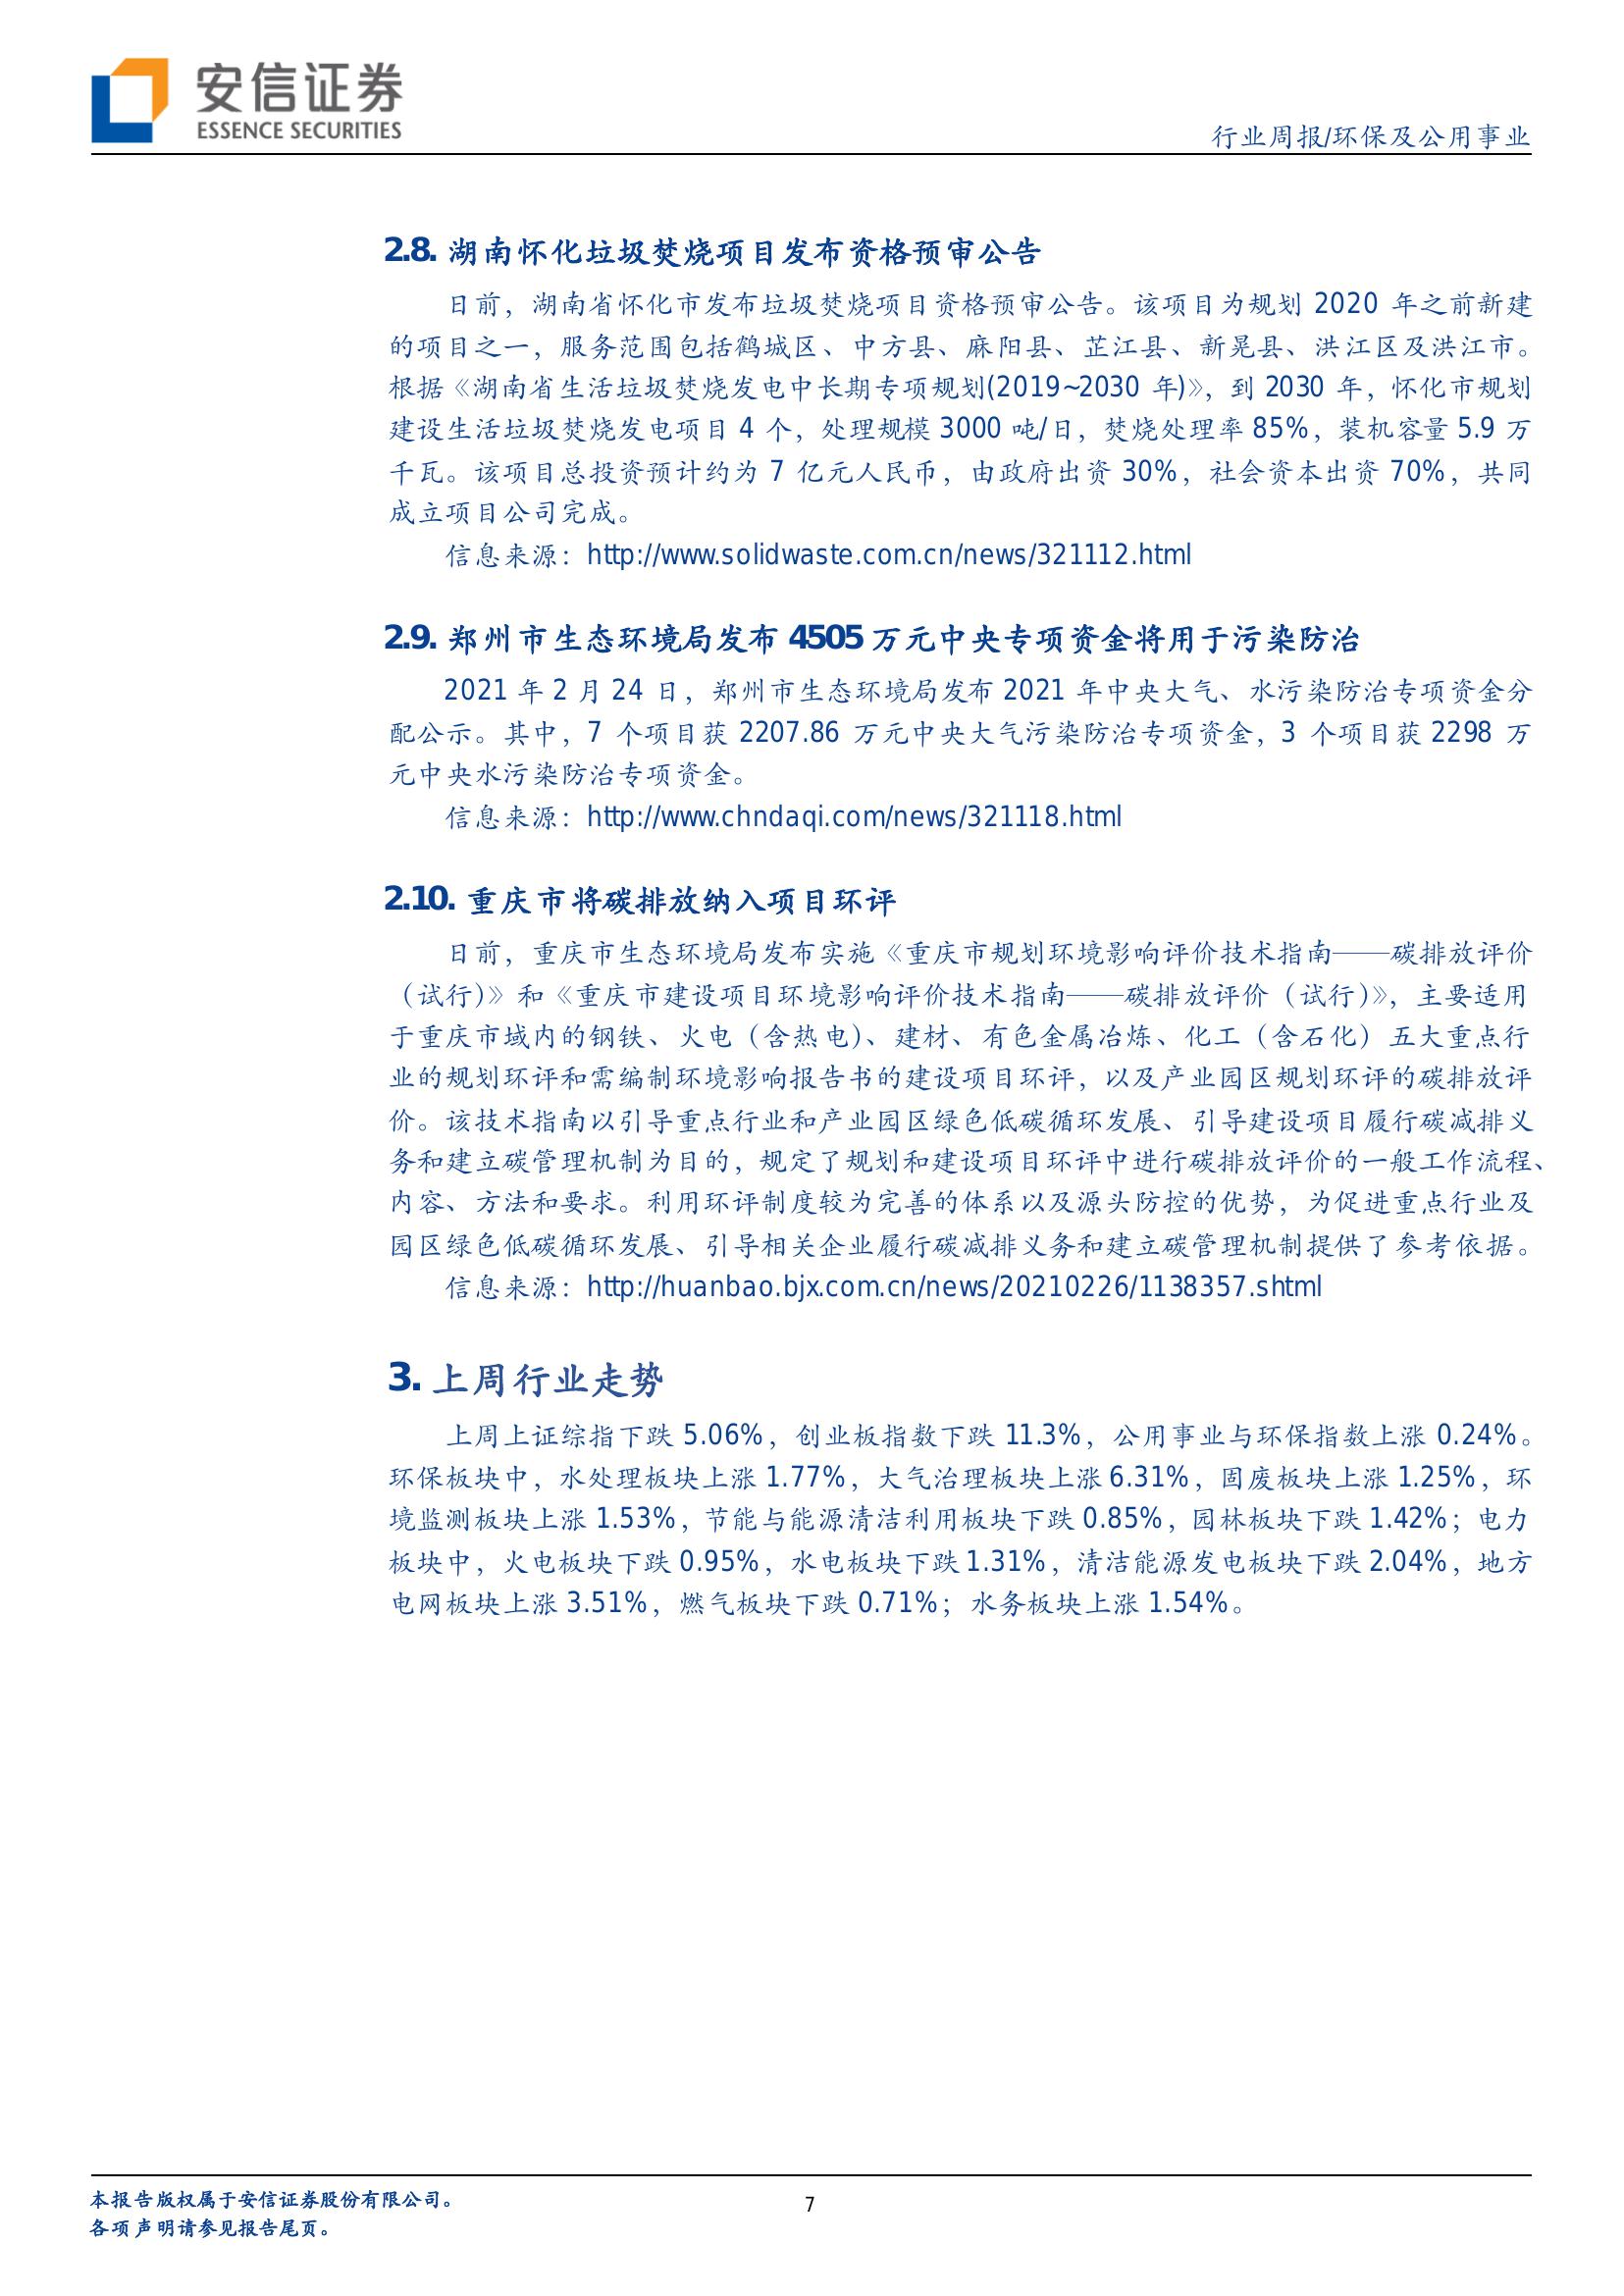 安信证券
ESSENCE SECURITIES
行业周报/环保及公用事业
2.8. 湖南怀化垃圾焚烧项目发布资格预审公告
日前，湖南省怀化市发布垃圾焚烧项目资格预审公告。该项目为规划 2020 年之前新建
的项目之一，服务范围包括鹤城区、中方县、麻阳县、芷江县、新晃县、洪江区及洪江市。
根据《湖南省生活垃圾焚烧发电中长期专项规划(2019~2030 年)》，到 2030 年，怀化市规划
建设生活垃圾焚烧发电项目 4 个，处理规模 3000 吨/日，焚烧处理率 85%，装机容量 5.9 万
千瓦。该项目总投资预计约为 7 亿元人民币，由政府出资 30%，社会资本出资 70%，共同
成立项目公司完成。
信息来源：http://www.solidwaste.com.cn/news/321112.html
2.9. 郑州市生态环境局发布 4505 万元中央专项资金将用于污染防治
2021 年 2 月 24 日，郑州市生态环境局发布 2021 年中央大气、水污染防治专项资金分
配公示。其中，7 个项目获 2207.86 万元中央大气污染防治专项资金，3 个项目获 2298 万
元中央水污染防治专项资金。
信息来源：http://www.chndaqi.com/news/321118.html
2.10. 重庆市将碳排放纳入项目环评
日前，重庆市生态环境局发布实施《重庆市规划环境影响评价技术指南——碳排放评价
（试行)》和《重庆市建设项目环境影响评价技术指南——碳排放评价（试行)》，主要适用
于重庆市域内的钢铁、火电（含热电)、建材、有色金属冶炼、化工（含石化）五大重点行
业的规划环评和需编制环境影响报告书的建设项目环评，以及产业园区规划环评的碳排放评
价。该技术指南以引导重点行业和产业园区绿色低碳循环发展、引导建设项目履行碳减排义
务和建立碳管理机制为目的，规定了规划和建设项目环评中进行碳排放评价的一般工作流程、
内容、方法和要求。利用环评制度较为完善的体系以及源头防控的优势，为促进重点行业及
园区绿色低碳循环发展、引导相关企业履行碳减排义务和建立碳管理机制提供了参考依据。
信息来源：http://huanbao.bjx.com.cn/news/20210226/1138357.shtml
3. 上周行业走势
上周上证综指下跌 5.06%，创业板指数下跌 11.3%，公用事业与环保指数上涨 0.24%。
环保板块中，水处理板块上涨 1.77%，大气治理板块上涨 6.31%，固废板块上涨 1.25%，环
境监测板块上涨 1.53%，节能与能源清洁利用板块下跌 0.85%，园林板块下跌 1.42%；电力
板块中，火电板块下跌 0.95%，水电板块下跌 1.31%，清洁能源发电板块下跌 2.04%，地方
电网板块上涨 3.51%，燃气板块下跌 0.71%；水务板块上涨 1.54%。
本报告版权属于安信证券股份有限公司。
各项声明请参见报告尾页。
7